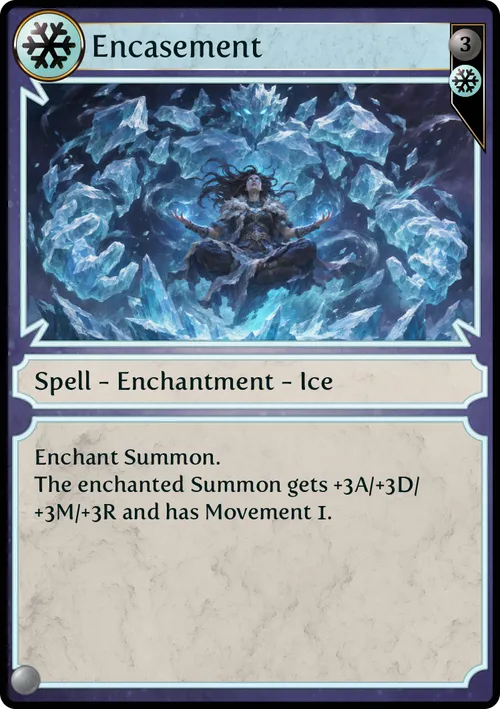 Encasement
3
Spell - Enchantment - Ice
Enchant Summon.
The enchanted Summon gets +3A/+3D/
+3M/+3R and has Movement 1.